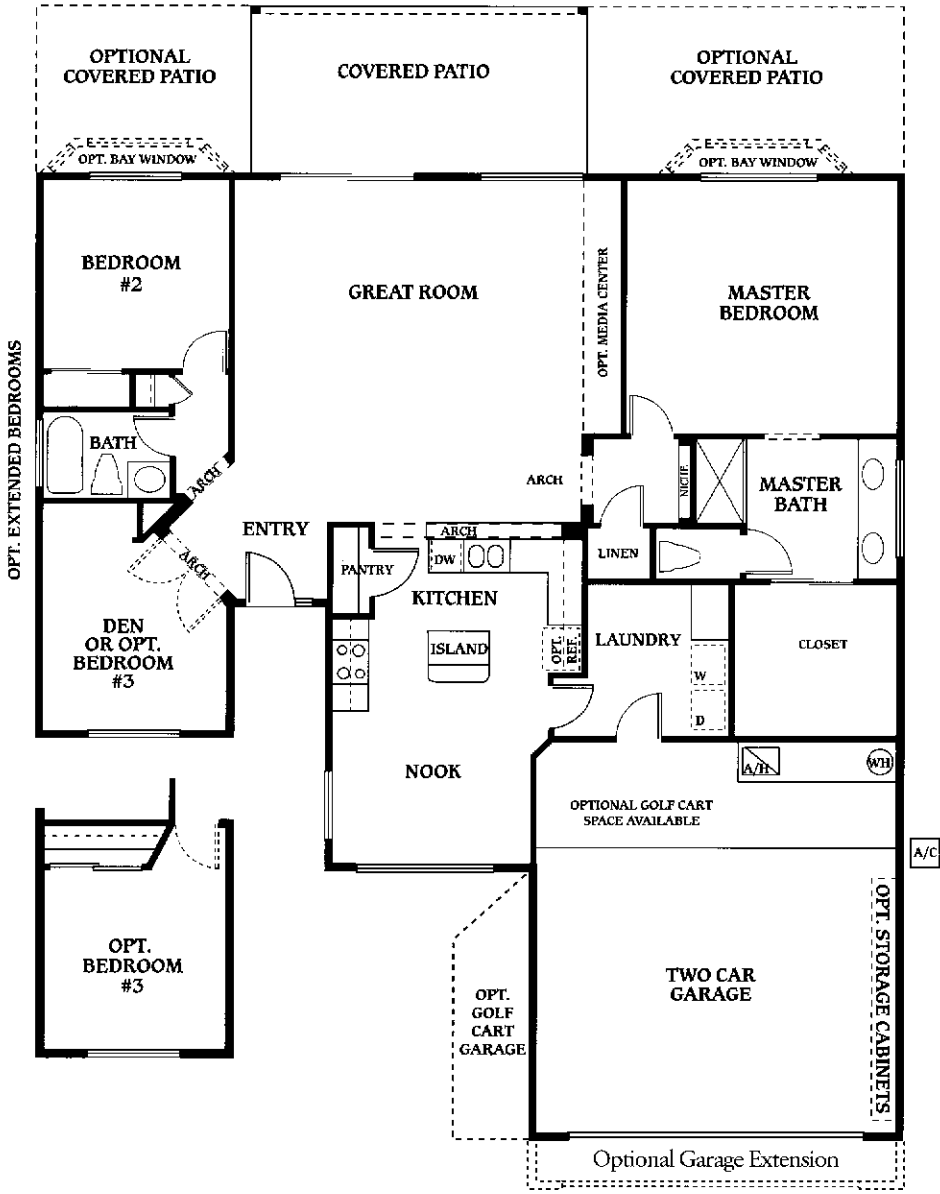 OPTIONAL
COVERED PATIO
COVERED PATIO
OPTIONAL
COVERED PATIO
OPT. BAY WINDOW
OPT. BAY WINDOW
BEDROOM
#2
GREAT ROOM
OPT. MEDIA CENTER
MASTER
BEDROOM
OPT. EXTENDED BEDROOMS
BATH
ARCH
ARCH
NICHE
MASTER
BATH
ENTRY
ARCH
LINEN
ARCH
PANTRY
DW
KITCHEN
DEN
OR OPT.
BEDROOM
#3
ISLAND
OPT.
REF.
LAUNDRY
W
D
CLOSET
NOOK
A/H
WH
OPTIONAL GOLF CART
SPACE AVAILABLE
A/C
OPT.
BEDROOM
#3
OPT.
GOLF
CART
GARAGE
TWO CAR
GARAGE
OPT. STORAGE CABINETS
Optional Garage Extension